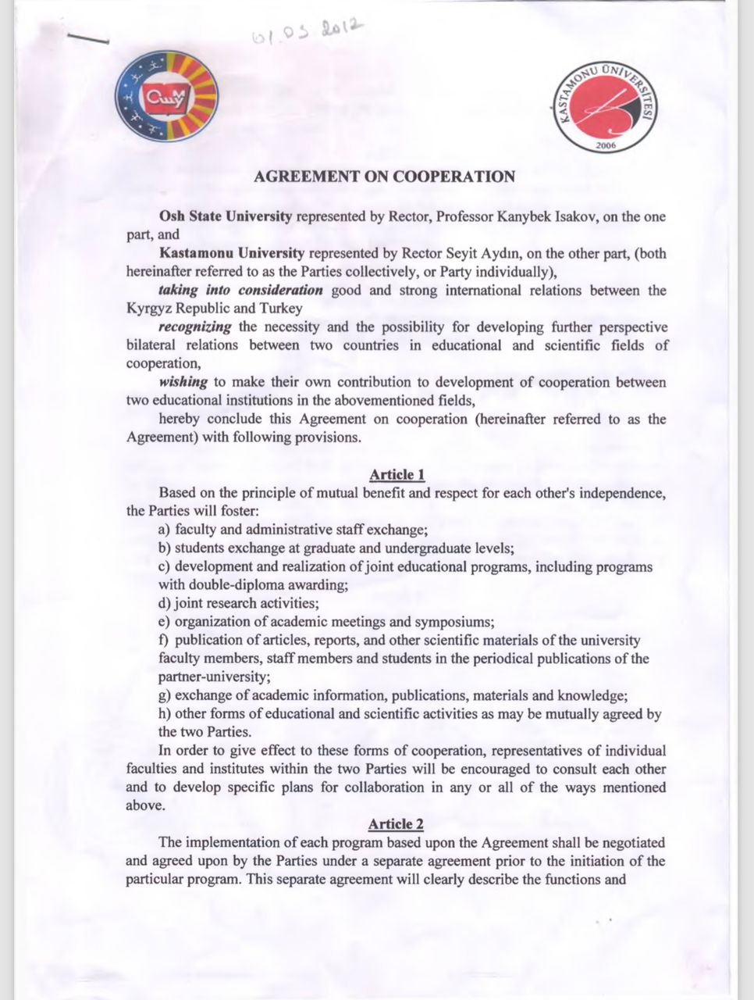 01.03 2012
ОшМУ
KASTAMONU ÜNİVERSİTESİ
2006
AGREEMENT ON COOPERATION
Osh State University represented by Rector, Professor Kanybek Isakov, on the one
part, and
Kastamonu University represented by Rector Seyit Aydın, on the other part, (both
hereinafter referred to as the Parties collectively, or Party individually),
taking into consideration good and strong international relations between the
Kyrgyz Republic and Turkey
recognizing the necessity and the possibility for developing further perspective
bilateral relations between two countries in educational and scientific fields of
cooperation,
wishing to make their own contribution to development of cooperation between
two educational institutions in the abovementioned fields,
hereby conclude this Agreement on cooperation (hereinafter referred to as the
Agreement) with following provisions.
Article 1
Based on the principle of mutual benefit and respect for each other's independence,
the Parties will foster:
a) faculty and administrative staff exchange;
b) students exchange at graduate and undergraduate levels;
c) development and realization of joint educational programs, including programs
with double-diploma awarding;
d) joint research activities;
e) organization of academic meetings and symposiums;
f) publication of articles, reports, and other scientific materials of the university
faculty members, staff members and students in the periodical publications of the
partner-university;
g) exchange of academic information, publications, materials and knowledge;
h) other forms of educational and scientific activities as may be mutually agreed by
the two Parties.
In order to give effect to these forms of cooperation, representatives of individual
faculties and institutes within the two Parties will be encouraged to consult each other
and to develop specific plans for collaboration in any or all of the ways mentioned
above.
Article 2
The implementation of each program based upon the Agreement shall be negotiated
and agreed upon by the Parties under a separate agreement prior to the initiation of the
particular program. This separate agreement will clearly describe the functions and